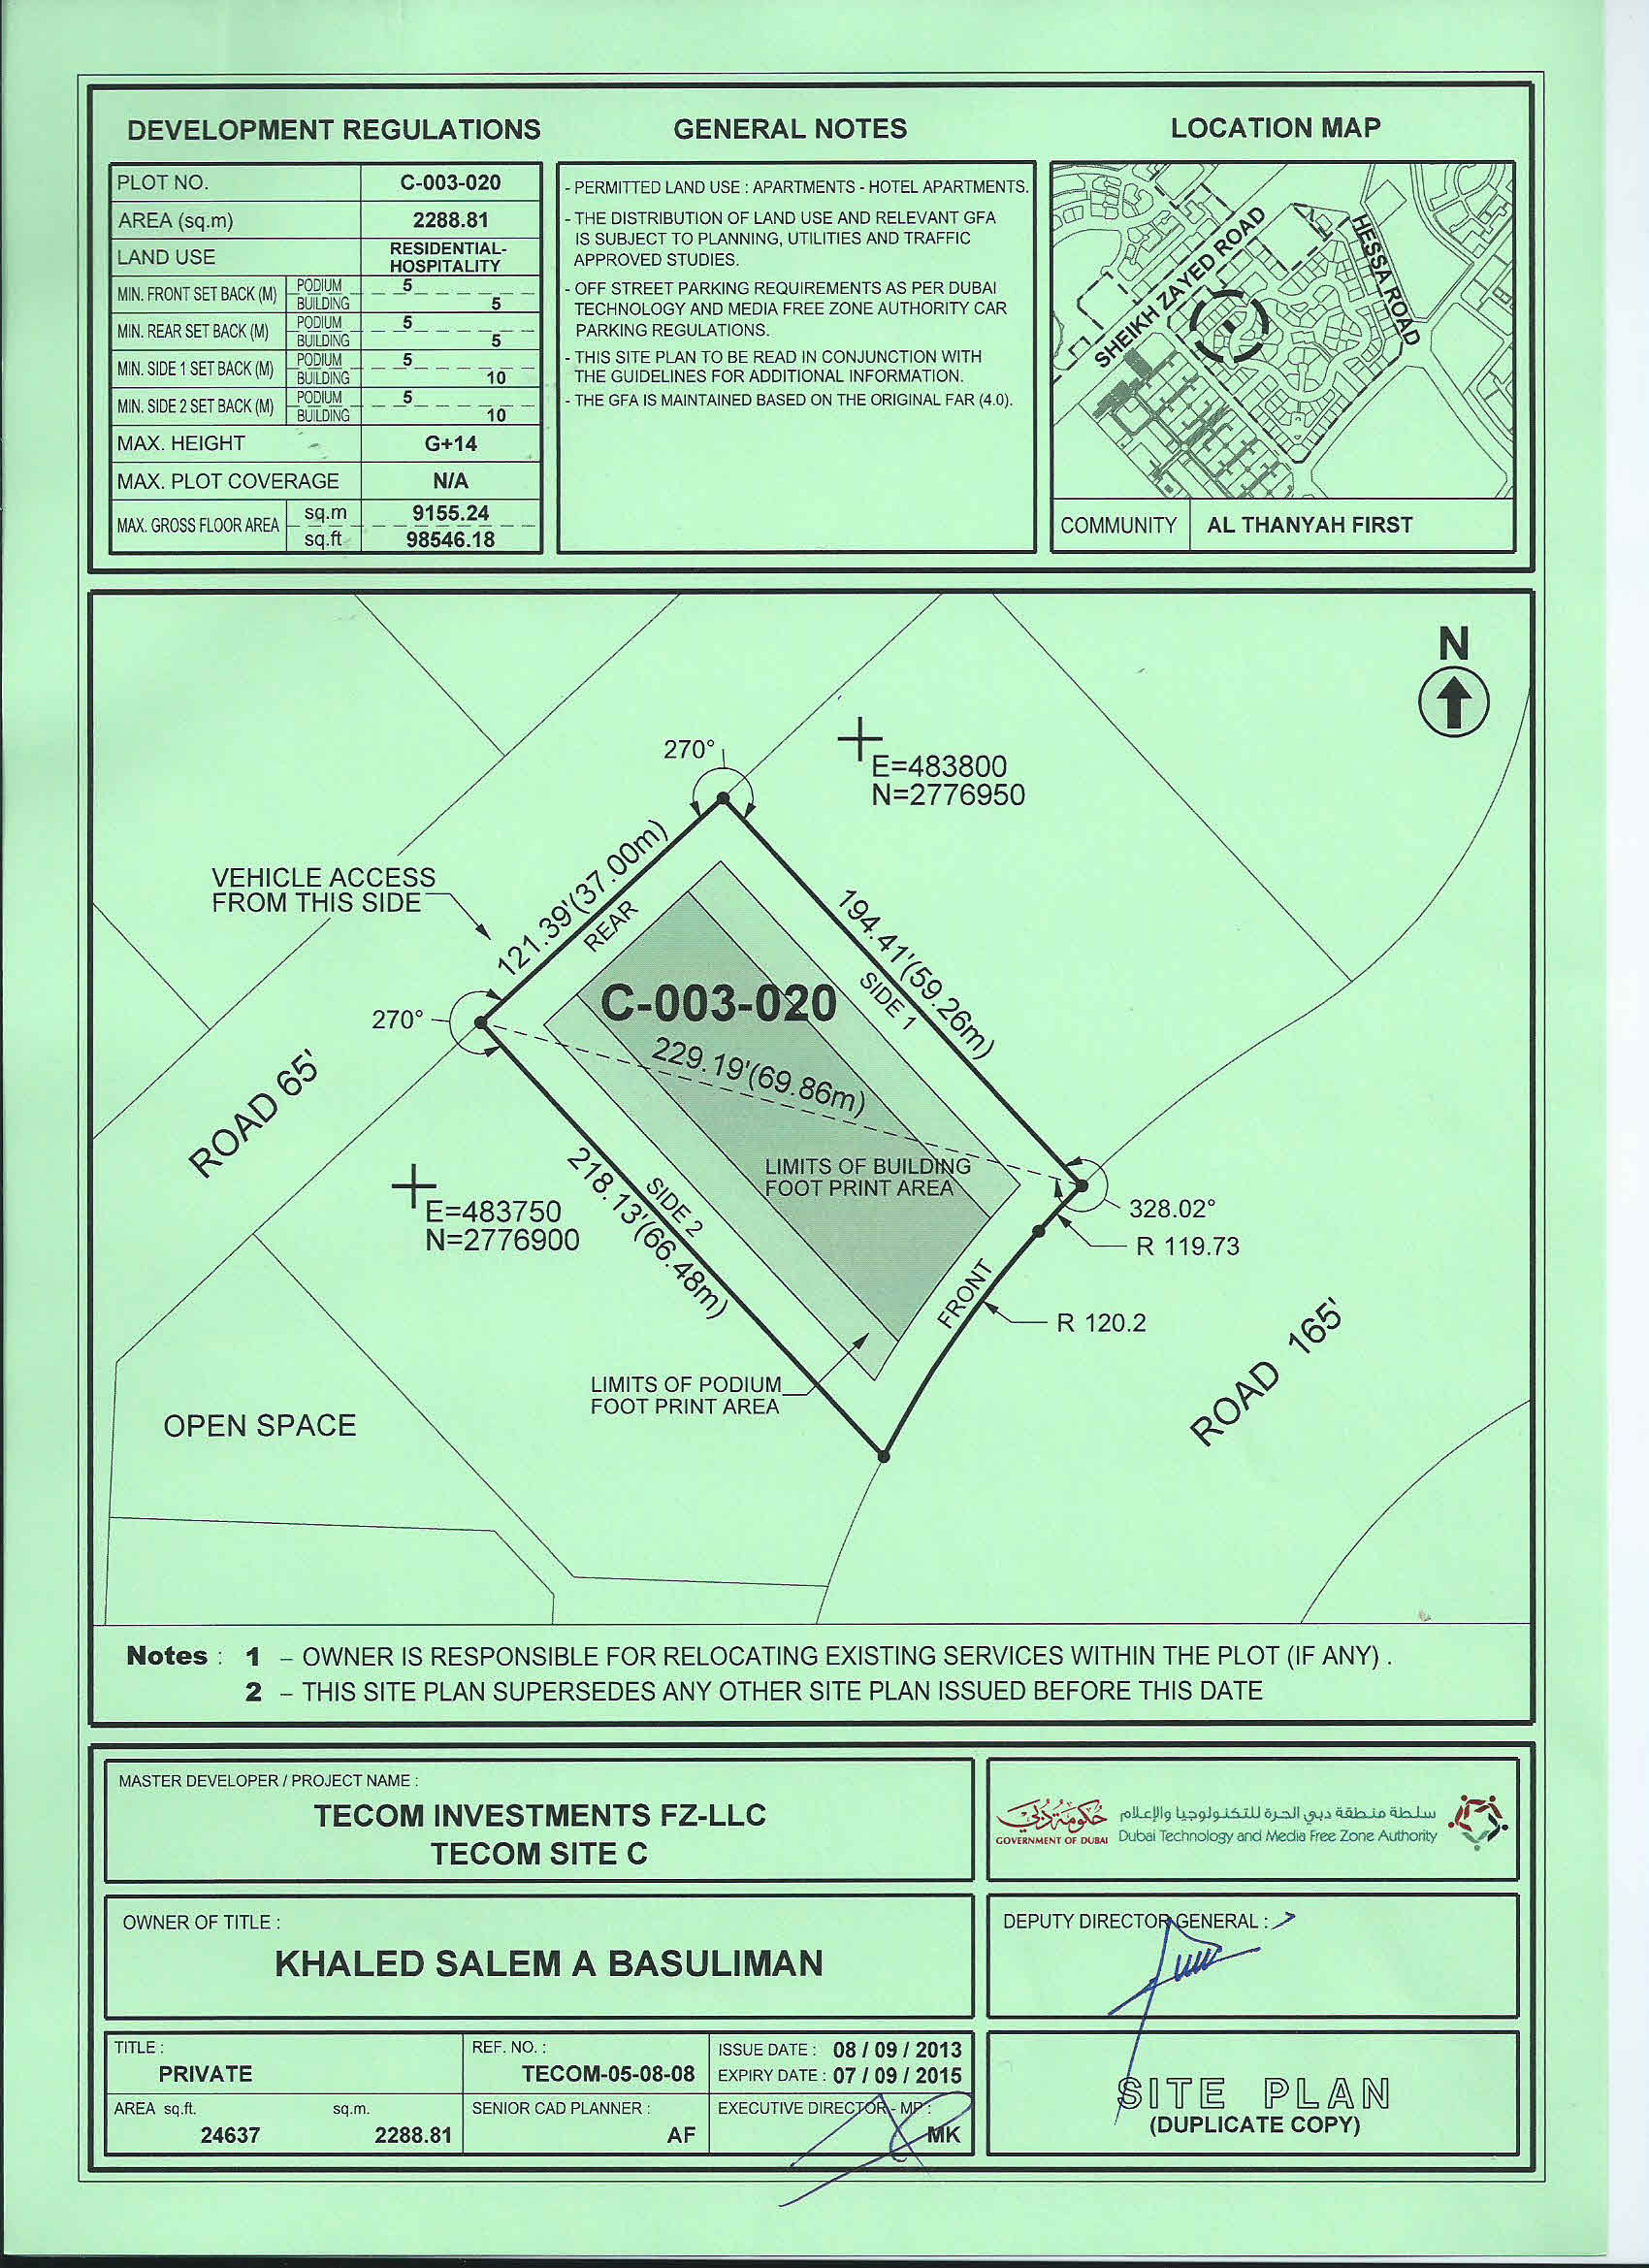 DEVELOPMENT REGULATIONS
PLOT NO. C-003-020
AREA (sq.m) 2288.81
LAND USE RESIDENTIAL-
HOSPITALITY
MIN. FRONT SET BACK (M) PODIUM 5
BUILDING 5
MIN. REAR SET BACK (M) PODIUM 5
BUILDING 5
MIN. SIDE 1 SET BACK (M) PODIUM 5
BUILDING 10
MIN. SIDE 2 SET BACK (M) PODIUM 5
BUILDING 10
MAX. HEIGHT G+14
MAX. PLOT COVERAGE N/A
MAX. GROSS FLOOR AREA sq.m 9155.24
sq.ft 98546.18
GENERAL NOTES
- PERMITTED LAND USE : APARTMENTS - HOTEL APARTMENTS.
- THE DISTRIBUTION OF LAND USE AND RELEVANT GFA
IS SUBJECT TO PLANNING, UTILITIES AND TRAFFIC
APPROVED STUDIES.
- OFF STREET PARKING REQUIREMENTS AS PER DUBAI
TECHNOLOGY AND MEDIA FREE ZONE AUTHORITY CAR
PARKING REGULATIONS.
- THIS SITE PLAN TO BE READ IN CONJUNCTION WITH
THE GUIDELINES FOR ADDITIONAL INFORMATION.
- THE GFA IS MAINTAINED BASED ON THE ORIGINAL FAR (4.0).
LOCATION MAP
SHEIKH ZAYED ROAD
HESSA ROAD
COMMUNITY AL THANYAH FIRST
N
270°
E=483800
N=2776950
VEHICLE ACCESS
FROM THIS SIDE
121.39'(37.00m)
REAR
194.41'(59.26m)
SIDE 1
C-003-020
229.19'(69.86m)
270°
ROAD 65'
LIMITS OF BUILDING
FOOT PRINT AREA
218.13'(66.48m)
SIDE 2
E=483750
N=2776900
328.02°
R 119.73
FRONT
R 120.2
ROAD 165'
LIMITS OF PODIUM
FOOT PRINT AREA
OPEN SPACE
Notes : 1 - OWNER IS RESPONSIBLE FOR RELOCATING EXISTING SERVICES WITHIN THE PLOT (IF ANY) .
2 - THIS SITE PLAN SUPERSEDES ANY OTHER SITE PLAN ISSUED BEFORE THIS DATE
MASTER DEVELOPER / PROJECT NAME :
TECOM INVESTMENTS FZ-LLC
TECOM SITE C
حكومة دبي
GOVERNMENT OF DUBAI
سلطة منطقة دبي الحرة للتكنولوجيا والإعلام
Dubai Technology and Media Free Zone Authority
OWNER OF TITLE :
KHALED SALEM A BASULIMAN
DEPUTY DIRECTOR GENERAL :
TITLE :
PRIVATE
REF. NO. :
TECOM-05-08-08
ISSUE DATE : 08 / 09 / 2013
EXPIRY DATE : 07 / 09 / 2015
AREA sq.ft. sq.m.
24637 2288.81
SENIOR CAD PLANNER :
AF
EXECUTIVE DIRECTOR - MP :
MK
SITE PLAN
(DUPLICATE COPY)